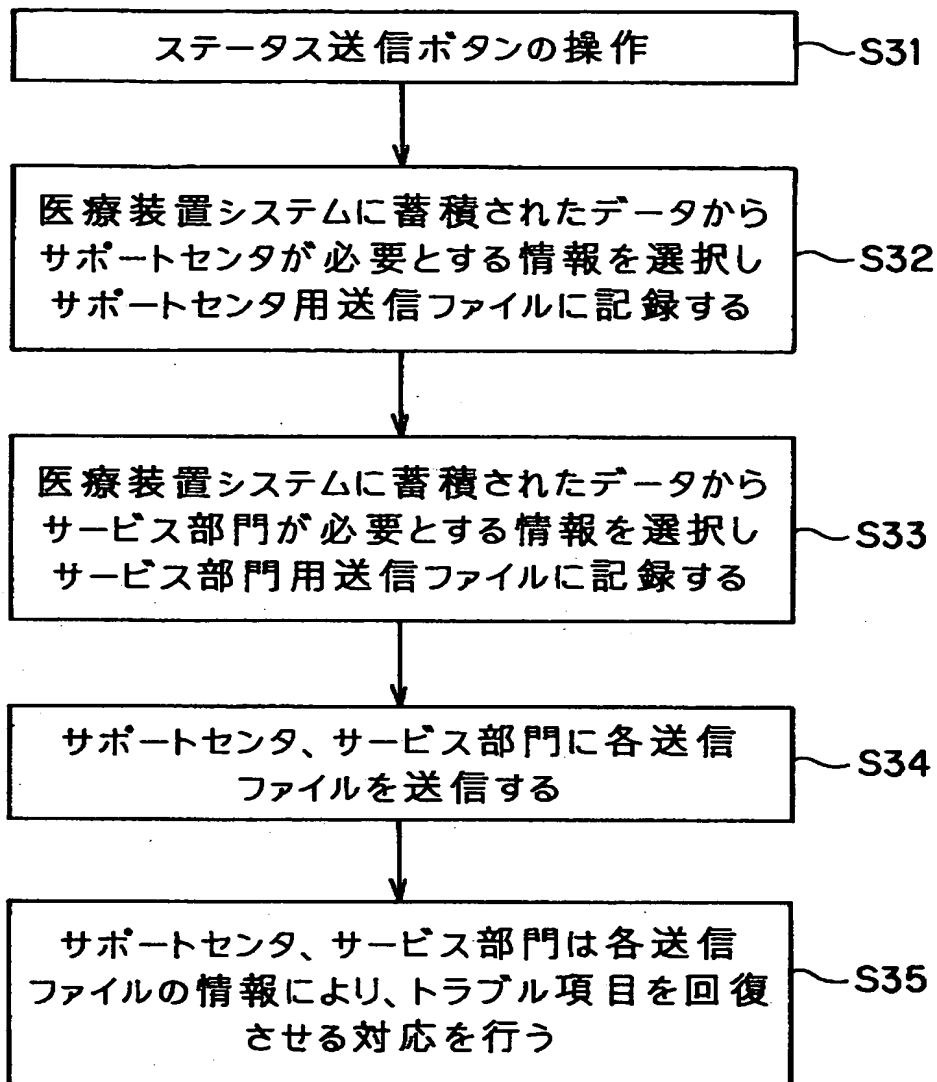 ステータス送信ボタンの操作
S31
医療装置システムに蓄積されたデータから
サポートセンタが必要とする情報を選択し
サポートセンタ用送信ファイルに記録する
S32
医療装置システムに蓄積されたデータから
サービス部門が必要とする情報を選択し
サービス部門用送信ファイルに記録する
S33
サポートセンタ、サービス部門に各送信
ファイルを送信する
S34
サポートセンタ、サービス部門は各送信
ファイルの情報により、トラブル項目を回復
させる対応を行う
S35